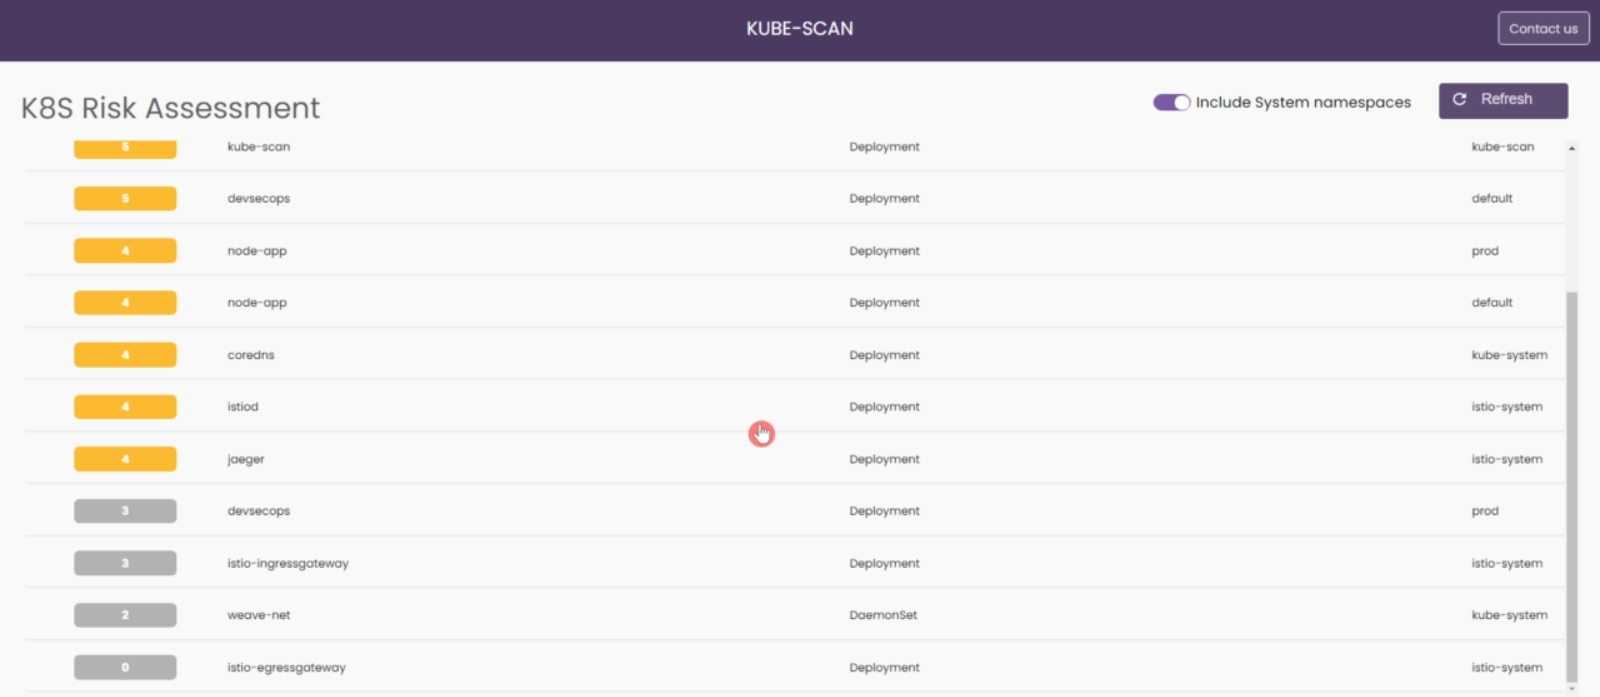 KUBE-SCAN
Contact us
K8S Risk Assessment
Include System namespaces
Refresh
5 kube-scan Deployment kube-scan
5 devsecops Deployment default
4 node-app Deployment prod
4 node-app Deployment default
4 coredns Deployment kube-system
4 istiod Deployment istio-system
4 jaeger Deployment istio-system
3 devsecops Deployment prod
3 istio-ingressgateway Deployment istio-system
2 weave-net DaemonSet kube-system
0 istio-egressgateway Deployment istio-system